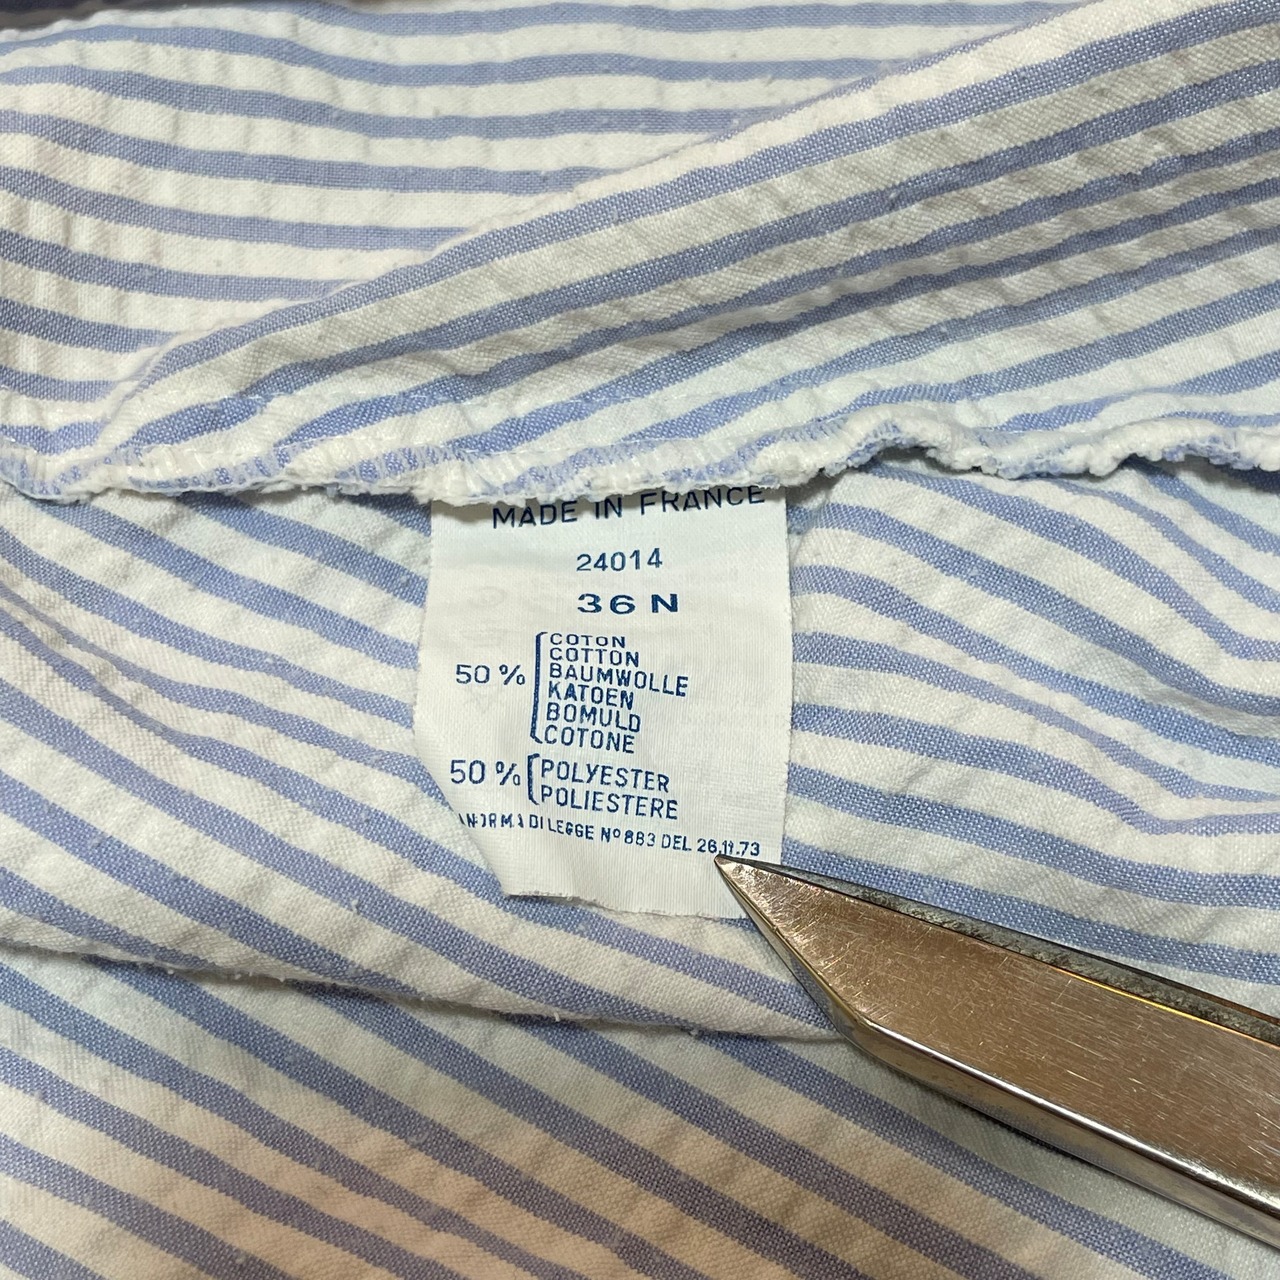 MADE IN FRANCE
24014
36 N
50 %
COTON
COTTON
BAUMWOLLE
KATOEN
BOMULD
COTONE
50 %
POLYESTER
POLIESTERE
DI LEGGE Nº 883 DEL 26.11.73